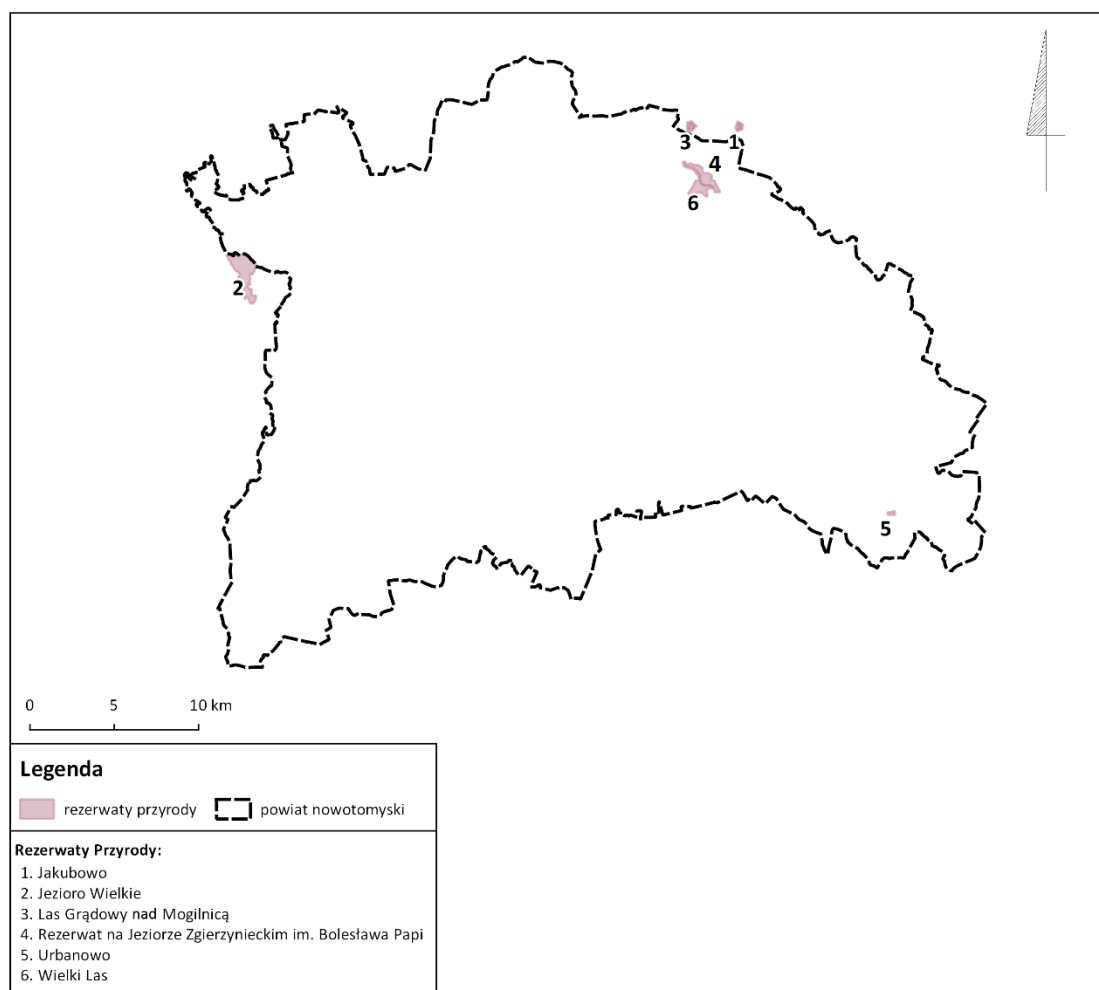 3
1
4
6
2
5
0 5 10 km
Legenda
rezerwaty przyrody powiat nowotomyski
Rezerwaty Przyrody:
1. Jakubowo
2. Jezioro Wielkie
3. Las Grądowy nad Mogilnicą
4. Rezerwat na Jeziorze Zgierzynieckim im. Bolesława Papi
5. Urbanowo
6. Wielki Las